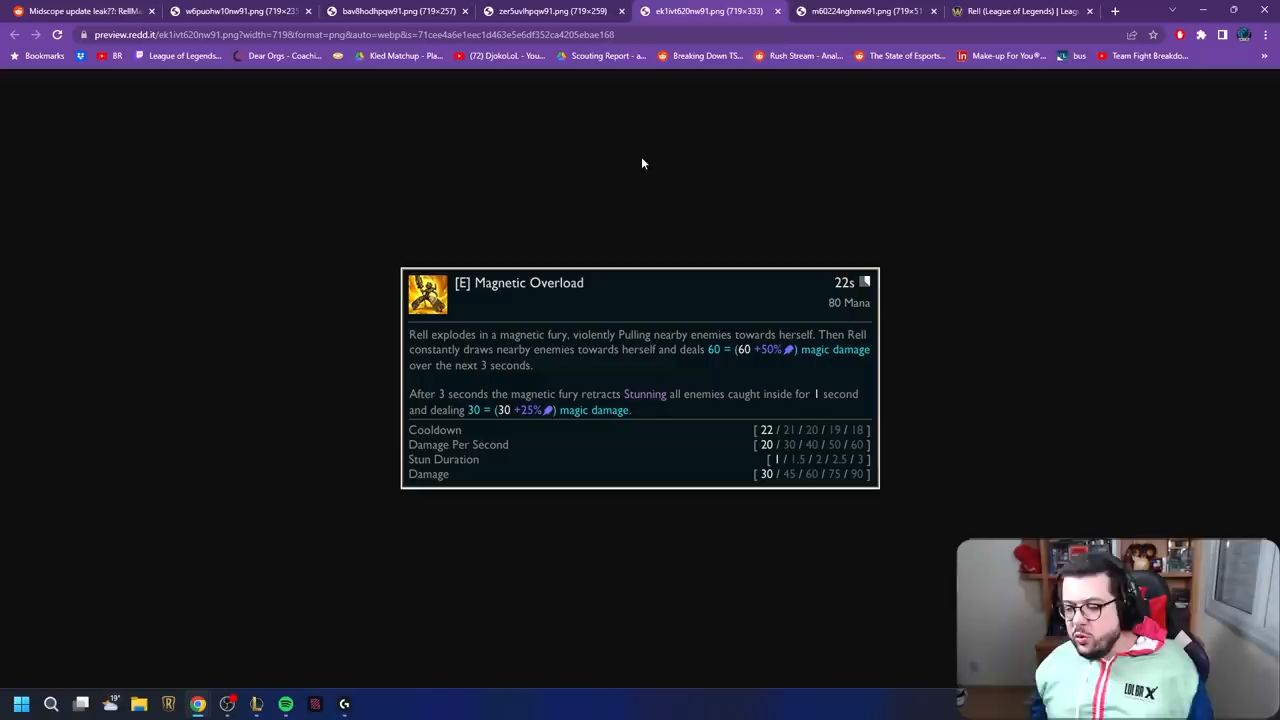 Midscope update leak??: RellMa
w6puohw10nw91.png (719×235
bav8hodhpqw91.png (719×257)
zer5uvlhpqw91.png (719×259)
ek1ivt620nw91.png (719×333)
m60224nghmw91.png (719×51
Rell (League of Legends) | Leagu
preview.redd.it/ek1ivt620nw91.png?width=719&format=png&auto=webp&s=71cee4a6e1eec1d463e5e6df352ca4205ebae168
Bookmarks
BR
League of Legends...
Dear Orgs - Coachi...
Kled Matchup - Pla...
(72) DjokoLoL - You...
Scouting Report - a...
Breaking Down TS...
Rush Stream - Anal...
The State of Esports...
Make-up For You®...
bus
Team Fight Breakdo...
[E] Magnetic Overload
22s
80 Mana
Rell explodes in a magnetic fury, violently Pulling nearby enemies towards herself. Then Rell
constantly draws nearby enemies towards herself and deals 60 = (60 +50%) magic damage
over the next 3 seconds.
After 3 seconds the magnetic fury retracts Stunning all enemies caught inside for 1 second
and dealing 30 = (30 +25%) magic damage.
Cooldown [ 22 / 21 / 20 / 19 / 18 ]
Damage Per Second [ 20 / 30 / 40 / 50 / 60 ]
Stun Duration [ 1 / 1.5 / 2 / 2.5 / 3 ]
Damage [ 30 / 45 / 60 / 75 / 90 ]
LOLBR X
19°